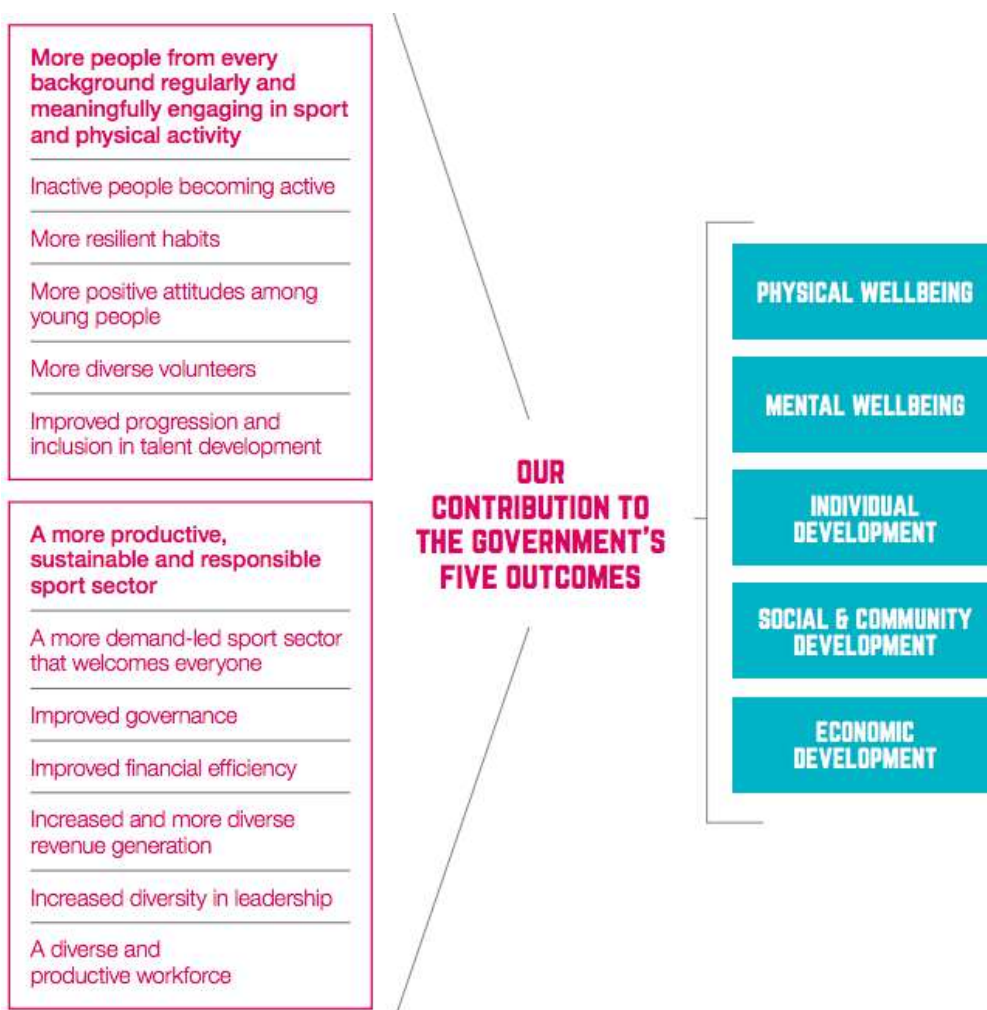 More people from every
background regularly and
meaningfully engaging in sport
and physical activity
Inactive people becoming active
More resilient habits
More positive attitudes among
young people
More diverse volunteers
Improved progression and
inclusion in talent development
A more productive,
sustainable and responsible
sport sector
A more demand-led sport sector
that welcomes everyone
Improved governance
Improved financial efficiency
Increased and more diverse
revenue generation
Increased diversity in leadership
A diverse and
productive workforce
OUR
CONTRIBUTION TO
THE GOVERNMENT'S
FIVE OUTCOMES
PHYSICAL WELLBEING
MENTAL WELLBEING
INDIVIDUAL
DEVELOPMENT
SOCIAL & COMMUNITY
DEVELOPMENT
ECONOMIC
DEVELOPMENT